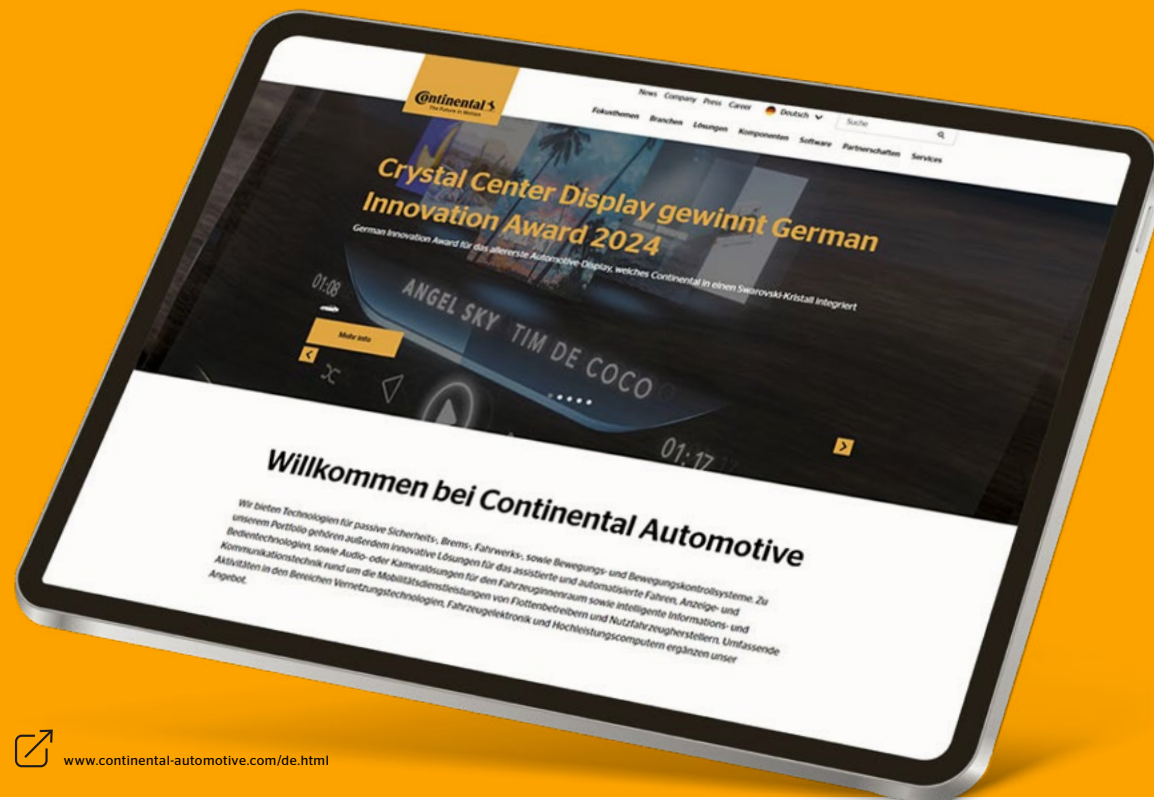 Continental
The Future in Motion
News Company Press Career Deutsch Suche
Fokusthemen Branchen Lösungen Komponenten Software Partnerschaften Services
Crystal Center Display gewinnt German
Innovation Award 2024
German Innovation Award für das allererste Automotive-Display, welches Continental in einen Swarovski-Kristall integriert
01:08
ANGEL SKY TIM DE COCO
Mehr Info
01:17
Willkommen bei Continental Automotive
Wir bieten Technologien für passive Sicherheits-, Brems-, Fahrwerks-, sowie Bewegungs- und Bewegungskontrollsysteme. Zu
unserem Portfolio gehören außerdem innovative Lösungen für das assistierte und automatisierte Fahren, Anzeige- und
Bedientechnologien, sowie Audio- oder Kameralösungen für den Fahrzeuginnenraum sowie intelligente Informations- und
Kommunikationstechnik rund um die Mobilitätsdienstleistungen von Flottenbetreibern und Nutzfahrzeugherstellern. Umfassende
Aktivitäten in den Bereichen Vernetzungstechnologien, Fahrzeugelektronik und Hochleistungscomputern ergänzen unser
Angebot.
www.continental-automotive.com/de.html